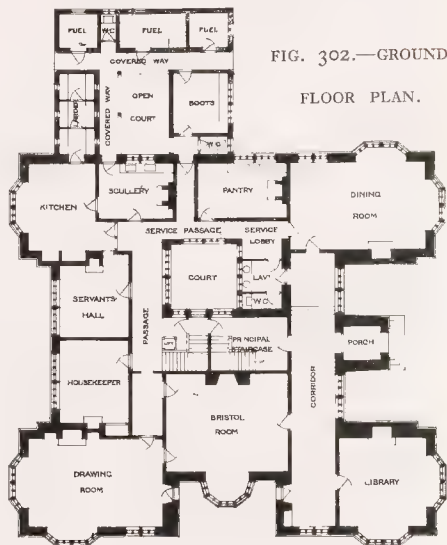 FIG. 302.—GROUND
FLOOR PLAN.
FUEL
W.C
FUEL
FUEL
COVERED WAY
COVERED WAY
OPEN
COURT
BOOTS
LARDERS
W.C
SCULLERY
PANTRY
KITCHEN
DINING
ROOM
SERVICE PASSAGE
SERVICE
LOBBY
COURT
LAV
W.C
SERVANTS'
HALL
PASSAGE
LIFT
PRINCIPAL
STAIRCASE
PORCH
HOUSEKEEPER
CORRIDOR
BRISTOL
ROOM
DRAWING
ROOM
LIBRARY